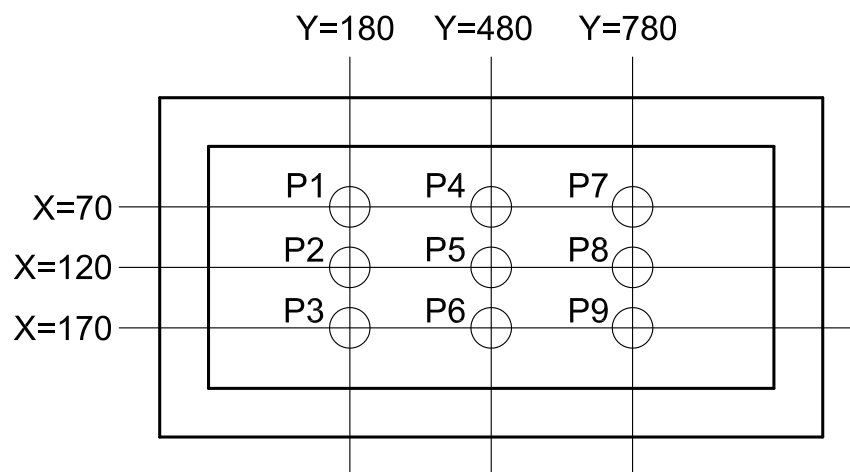 Y=180 Y=480 Y=780
P1 P4 P7
X=70
P2 P5 P8
X=120
P3 P6 P9
X=170